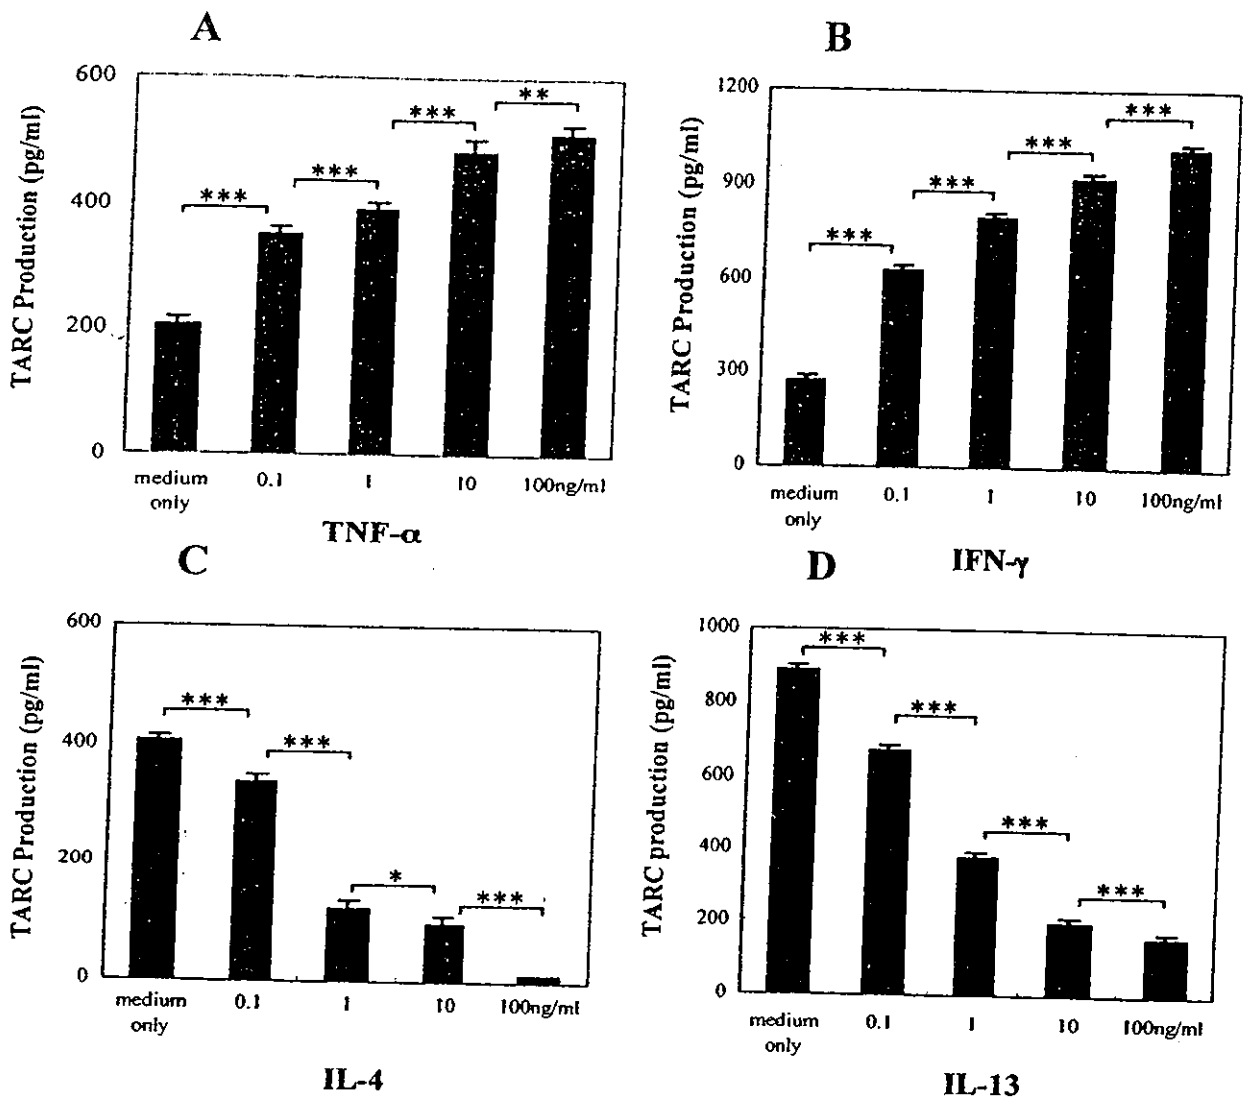 A
TARC Production (pg/ml)
600
400
200
0
***
***
***
**
medium
only
0.1
1
10
100ng/ml
TNF-α
B
TARC Production (pg/ml)
1200
900
600
300
0
***
***
***
***
medium
only
0.1
1
10
100ng/ml
IFN-γ
C
TARC Production (pg/ml)
600
400
200
0
***
***
*
***
medium
only
0.1
1
10
100ng/ml
IL-4
D
TARC production (pg/ml)
1000
800
600
400
200
0
***
***
***
***
medium
only
0.1
1
10
100ng/ml
IL-13